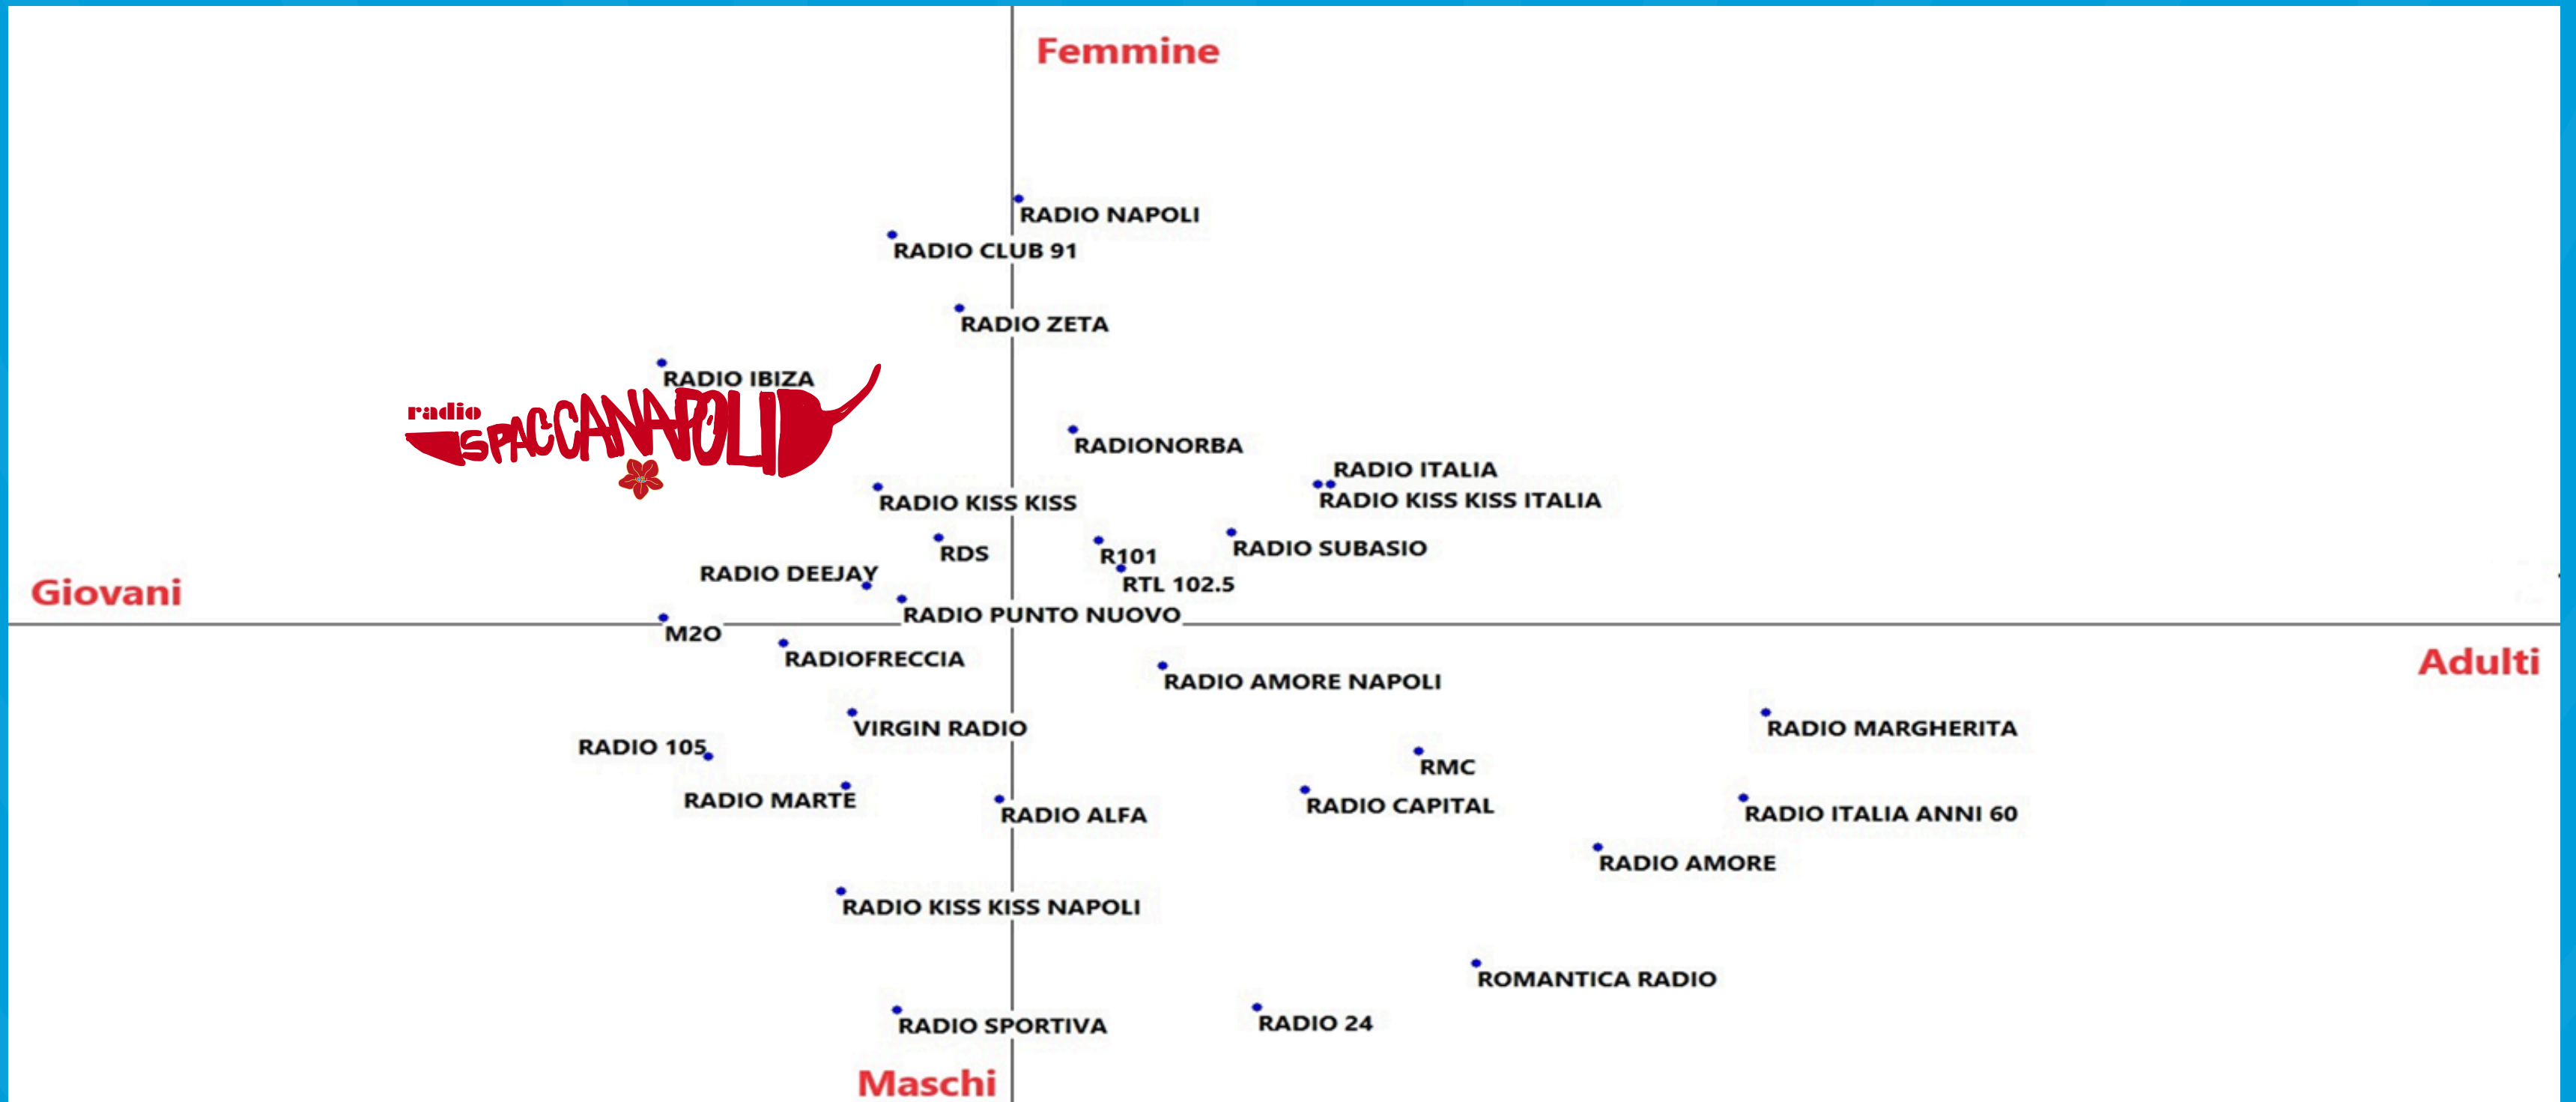 Femmine
RADIO NAPOLI
RADIO CLUB 91
RADIO ZETA
RADIO IBIZA
radio
SPACCANAPOLI
RADIONORBA
RADIO ITALIA
RADIO KISS KISS
RADIO KISS KISS ITALIA
RDS
R101
RADIO SUBASIO
RADIO DEEJAY
RTL 102.5
Giovani
RADIO PUNTO NUOVO
M2O
RADIOFRECCIA
Adulti
RADIO AMORE NAPOLI
VIRGIN RADIO
RADIO MARGHERITA
RADIO 105
RMC
RADIO MARTE
RADIO CAPITAL
RADIO ALFA
RADIO ITALIA ANNI 60
RADIO AMORE
RADIO KISS KISS NAPOLI
ROMANTICA RADIO
RADIO SPORTIVA
RADIO 24
Maschi